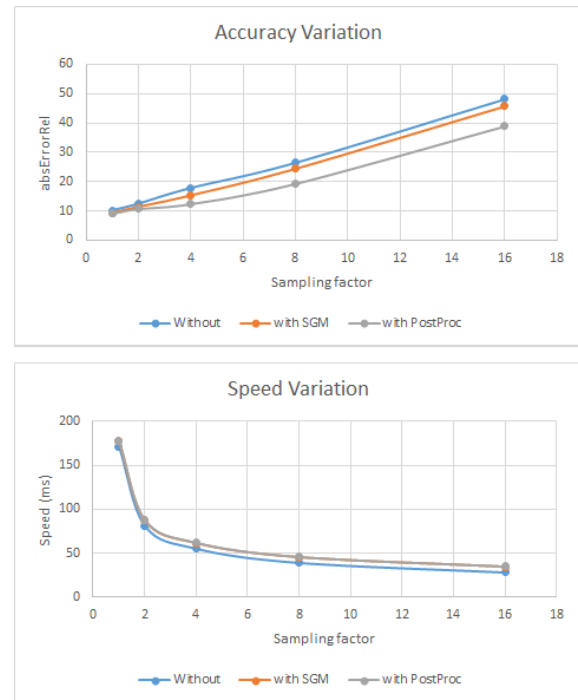 Accuracy Variation
60
50
40
30
20
10
0
absErrorRel
0 2 4 6 8 10 12 14 16 18
Sampling factor
Without with SGM with PostProc
Speed Variation
200
150
100
50
0
Speed (ms)
0 2 4 6 8 10 12 14 16 18
Sampling factor
Without with SGM with PostProc